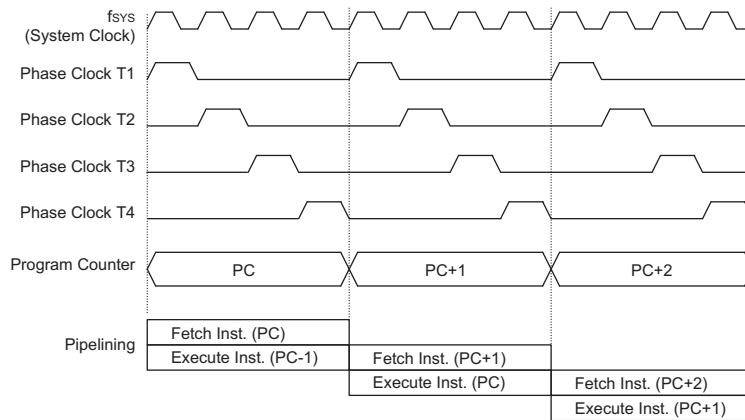 fSYS
(System Clock)
Phase Clock T1
Phase Clock T2
Phase Clock T3
Phase Clock T4
Program Counter PC PC+1 PC+2
Pipelining
Fetch Inst. (PC)
Execute Inst. (PC-1) Fetch Inst. (PC+1)
Execute Inst. (PC) Fetch Inst. (PC+2)
Execute Inst. (PC+1)